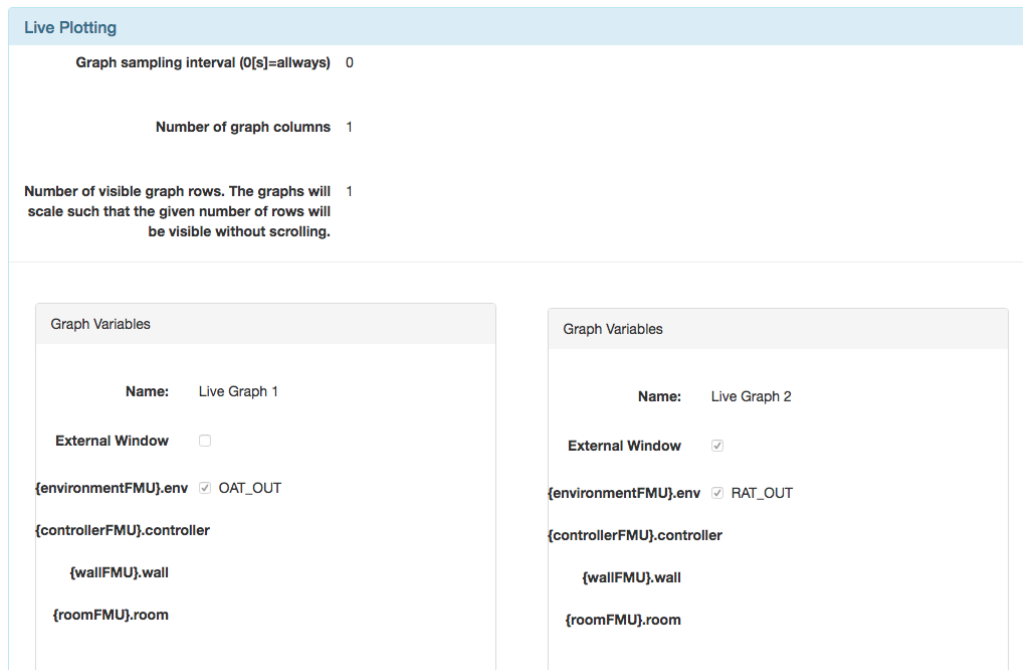 Live Plotting
Graph sampling interval (0[s]=allways) 0
Number of graph columns 1
Number of visible graph rows. The graphs will 1
scale such that the given number of rows will
be visible without scrolling.
Graph Variables
Name: Live Graph 1
External Window
{environmentFMU}.env OAT_OUT
{controllerFMU}.controller
{wallFMU}.wall
{roomFMU}.room
Graph Variables
Name: Live Graph 2
External Window
{environmentFMU}.env RAT_OUT
{controllerFMU}.controller
{wallFMU}.wall
{roomFMU}.room